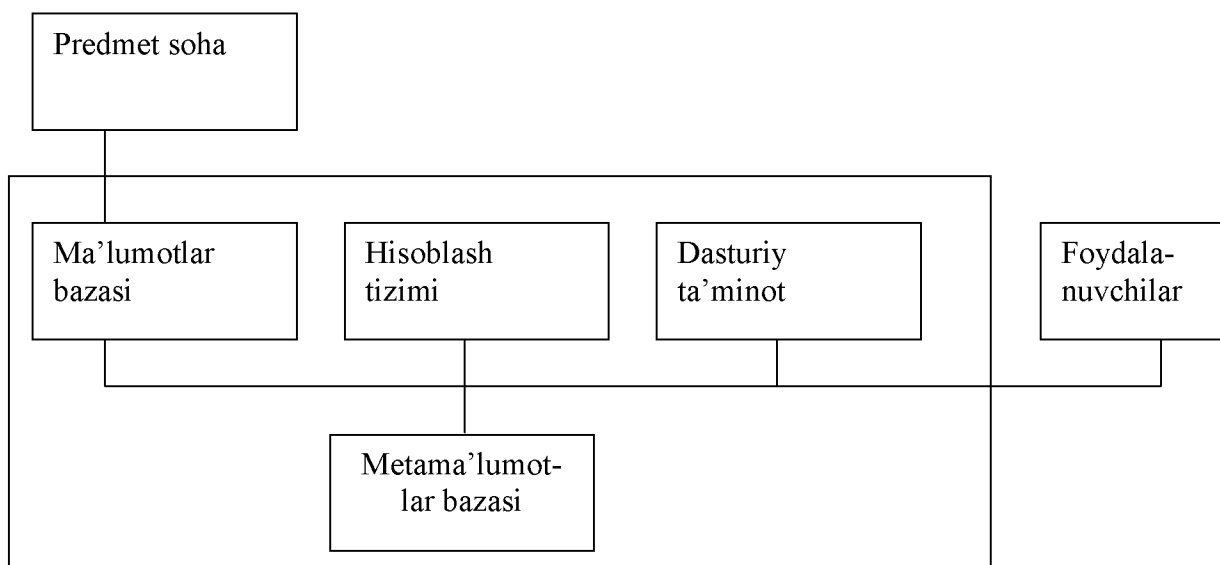 Predmet soha
Ma’lumotlar
bazasi
Hisoblash
tizimi
Dasturiy
ta’minot
Foydala-
nuvchilar
Metama’lumot-
lar bazasi